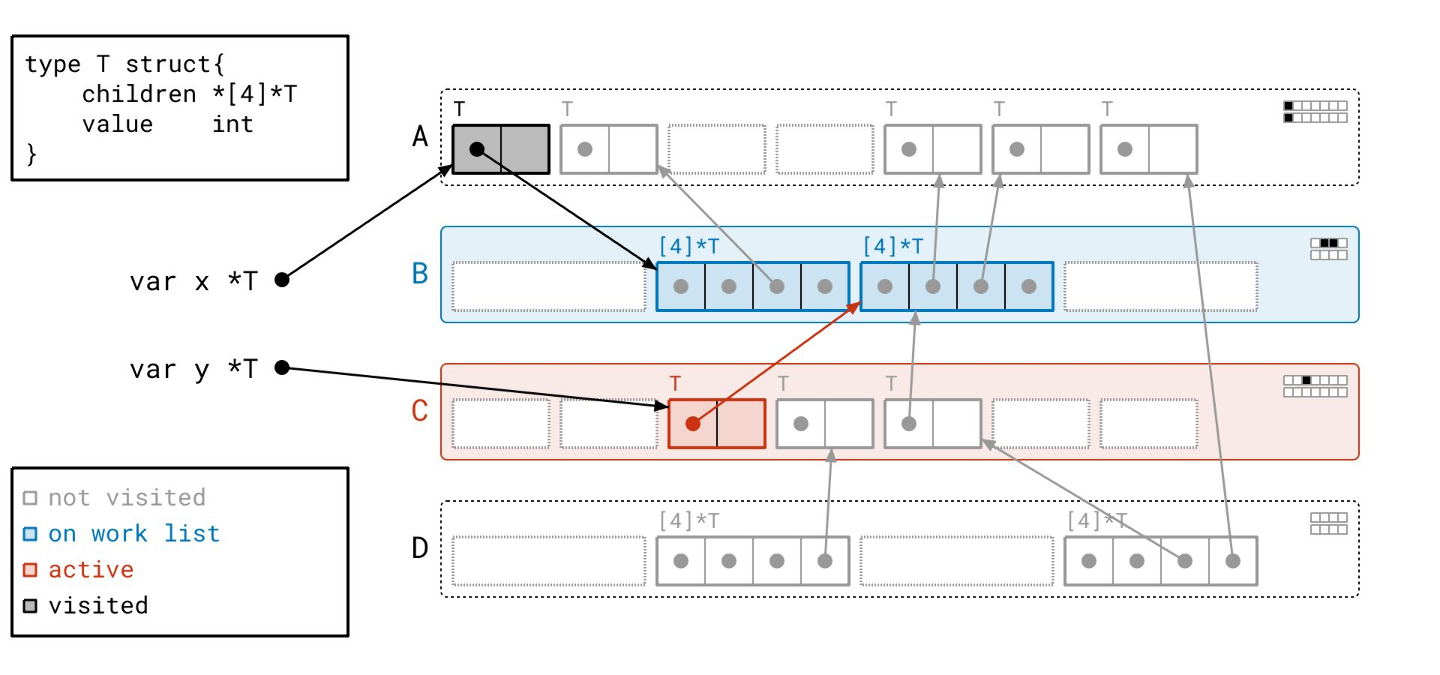 type T struct{
    children *[4]*T
    value    int
}
A
T
T
T
T
T
var x *T
B
[4]*T
[4]*T
var y *T
C
T
T
T
D
[4]*T
[4]*T
not visited
on work list
active
visited